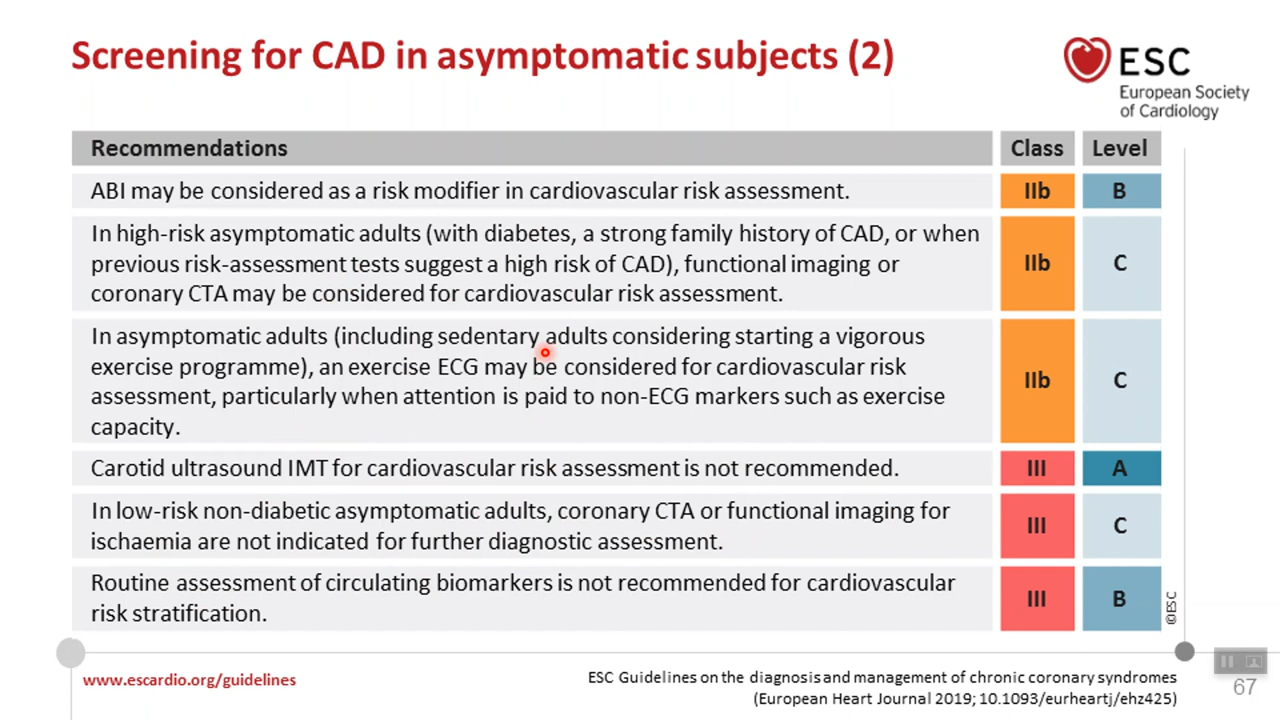 Screening for CAD in asymptomatic subjects (2)
ESC
European Society
of Cardiology
Recommendations Class Level
ABI may be considered as a risk modifier in cardiovascular risk assessment. IIb B
In high-risk asymptomatic adults (with diabetes, a strong family history of CAD, or when
previous risk-assessment tests suggest a high risk of CAD), functional imaging or
coronary CTA may be considered for cardiovascular risk assessment.
IIb C
In asymptomatic adults (including sedentary adults considering starting a vigorous
exercise programme), an exercise ECG may be considered for cardiovascular risk
assessment, particularly when attention is paid to non-ECG markers such as exercise
capacity.
IIb C
Carotid ultrasound IMT for cardiovascular risk assessment is not recommended. III A
In low-risk non-diabetic asymptomatic adults, coronary CTA or functional imaging for
ischaemia are not indicated for further diagnostic assessment.
III C
Routine assessment of circulating biomarkers is not recommended for cardiovascular
risk stratification.
III B
©ESC
www.escardio.org/guidelines
ESC Guidelines on the diagnosis and management of chronic coronary syndromes
(European Heart Journal 2019; 10.1093/eurheartj/ehz425)
67